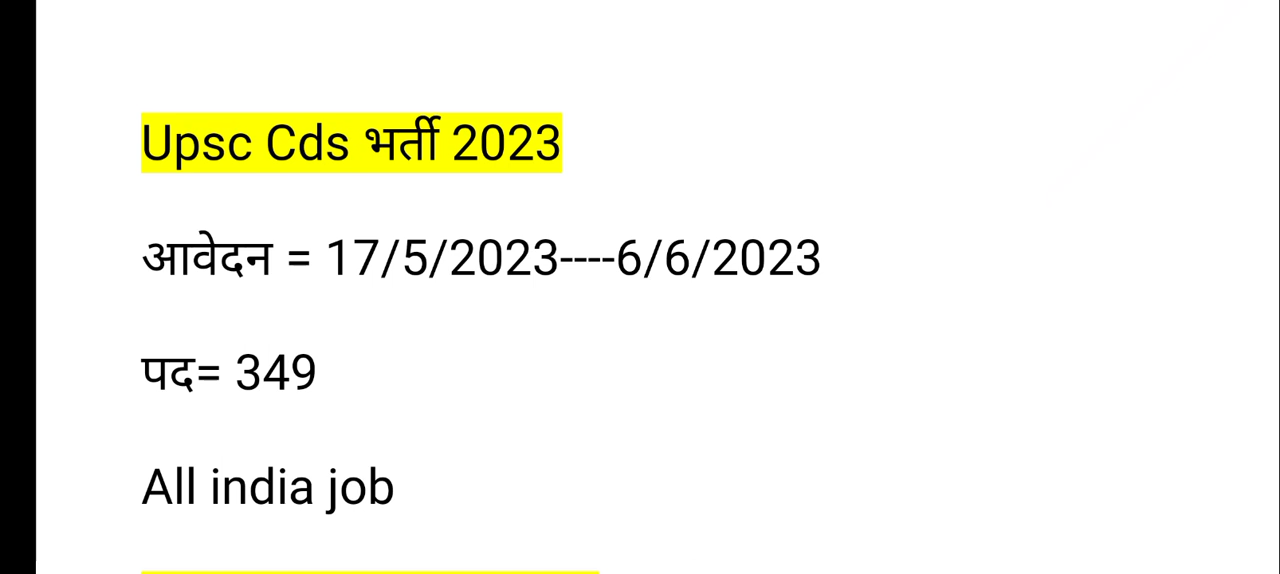 Upsc Cds भर्ती 2023
आवेदन = 17/5/2023----6/6/2023
पद= 349
All india job